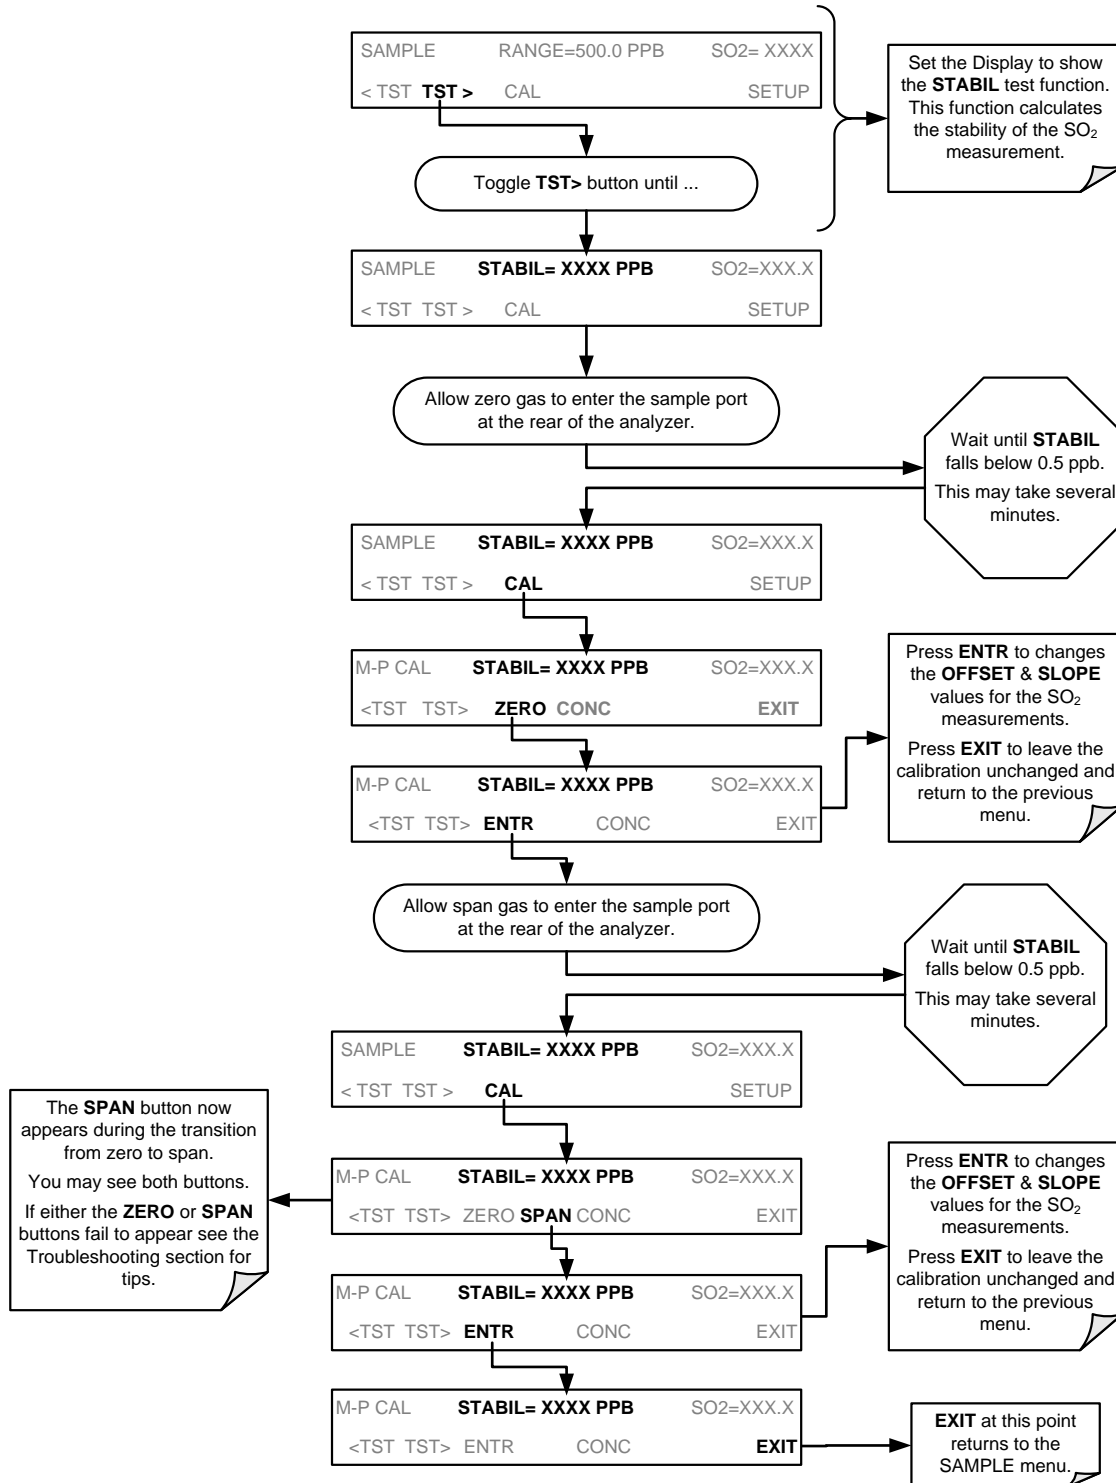 SAMPLE RANGE=500.0 PPB SO2= XXXX
< TST TST > CAL SETUP
Set the Display to show
the STABIL test function.
This function calculates
the stability of the SO2
measurement.
Toggle TST> button until ...
SAMPLE STABIL= XXXX PPB SO2=XXX.X
< TST TST > CAL SETUP
Allow zero gas to enter the sample port
at the rear of the analyzer.
Wait until STABIL
falls below 0.5 ppb.
This may take several
minutes.
SAMPLE STABIL= XXXX PPB SO2=XXX.X
< TST TST > CAL SETUP
M-P CAL STABIL= XXXX PPB SO2=XXX.X
<TST TST> ZERO CONC EXIT
Press ENTR to changes
the OFFSET & SLOPE
values for the SO2
measurements.
Press EXIT to leave the
calibration unchanged and
return to the previous
menu.
M-P CAL STABIL= XXXX PPB SO2=XXX.X
<TST TST> ENTR CONC EXIT
Allow span gas to enter the sample port
at the rear of the analyzer.
Wait until STABIL
falls below 0.5 ppb.
This may take several
minutes.
SAMPLE STABIL= XXXX PPB SO2=XXX.X
< TST TST > CAL SETUP
The SPAN button now
appears during the transition
from zero to span.
You may see both buttons.
If either the ZERO or SPAN
buttons fail to appear see the
Troubleshooting section for
tips.
M-P CAL STABIL= XXXX PPB SO2=XXX.X
<TST TST> ZERO SPAN CONC EXIT
Press ENTR to changes
the OFFSET & SLOPE
values for the SO2
measurements.
Press EXIT to leave the
calibration unchanged and
return to the previous
menu.
M-P CAL STABIL= XXXX PPB SO2=XXX.X
<TST TST> ENTR CONC EXIT
M-P CAL STABIL= XXXX PPB SO2=XXX.X
<TST TST> ENTR CONC EXIT
EXIT at this point
returns to the
SAMPLE menu.